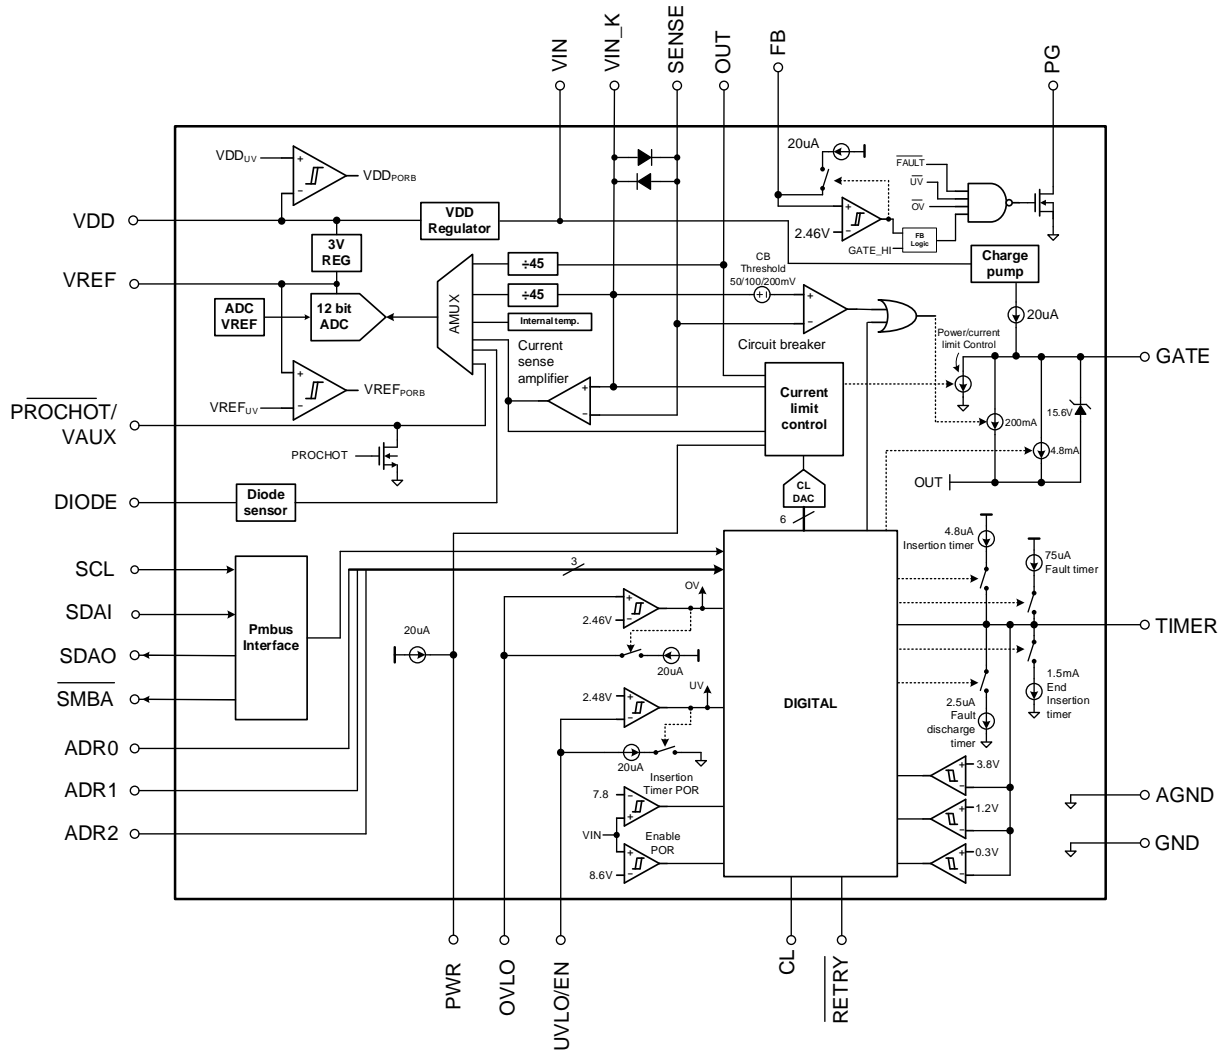 VIN
VIN_K
SENSE
OUT
FB
PG
VDD
VREF
PROCHOT/
VAUX
DIODE
SCL
SDAI
SDAO
SMBA
ADR0
ADR1
ADR2
VDDUV
VDDPORB
VDD
Regulator
3V
REG
ADC
VREF
12 bit
ADC
AMUX
÷45
÷45
Internal temp.
VREFUV
VREFPORB
PROCHOT
Diode
sensor
Current
sense
amplifier
20uA
2.46V
FAULT
UV
OV
FB
Logic
GATE_HI
Charge
pump
20uA
CB
Threshold
50/100/200mV
Circuit breaker
Power/current
limit Control
Current
limit
control
CL
DAC
6
200mA
4.8mA
15.6V
OUT
GATE
Pmbus
Interface
3
20uA
2.46V
OV
20uA
2.48V
UV
20uA
Insertion
Timer POR
7.8
VIN
Enable
POR
8.6V
DIGITAL
4.8uA
Insertion timer
75uA
Fault timer
TIMER
1.5mA
End
Insertion
timer
2.5uA
Fault
discharge
timer
3.8V
1.2V
0.3V
AGND
GND
PWR
OVLO
UVLO/EN
CL
RETRY